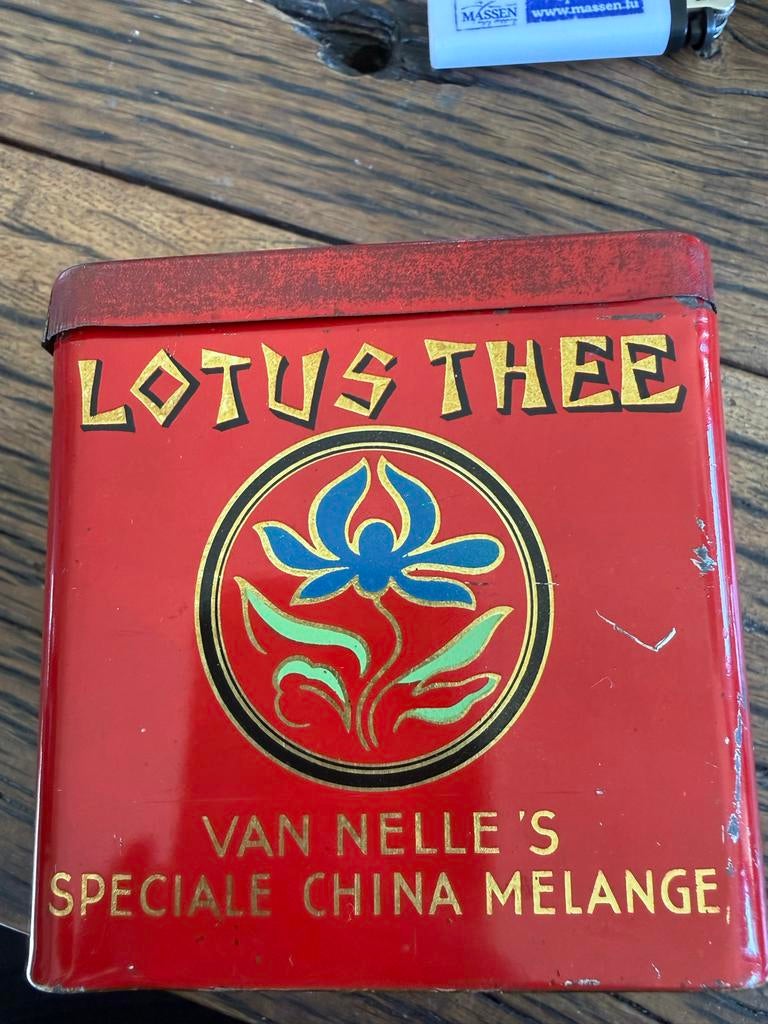 MASSEN
www.massen.lu
LOTUS THEE
VAN NELLE'S
SPECIALE CHINA MELANGE